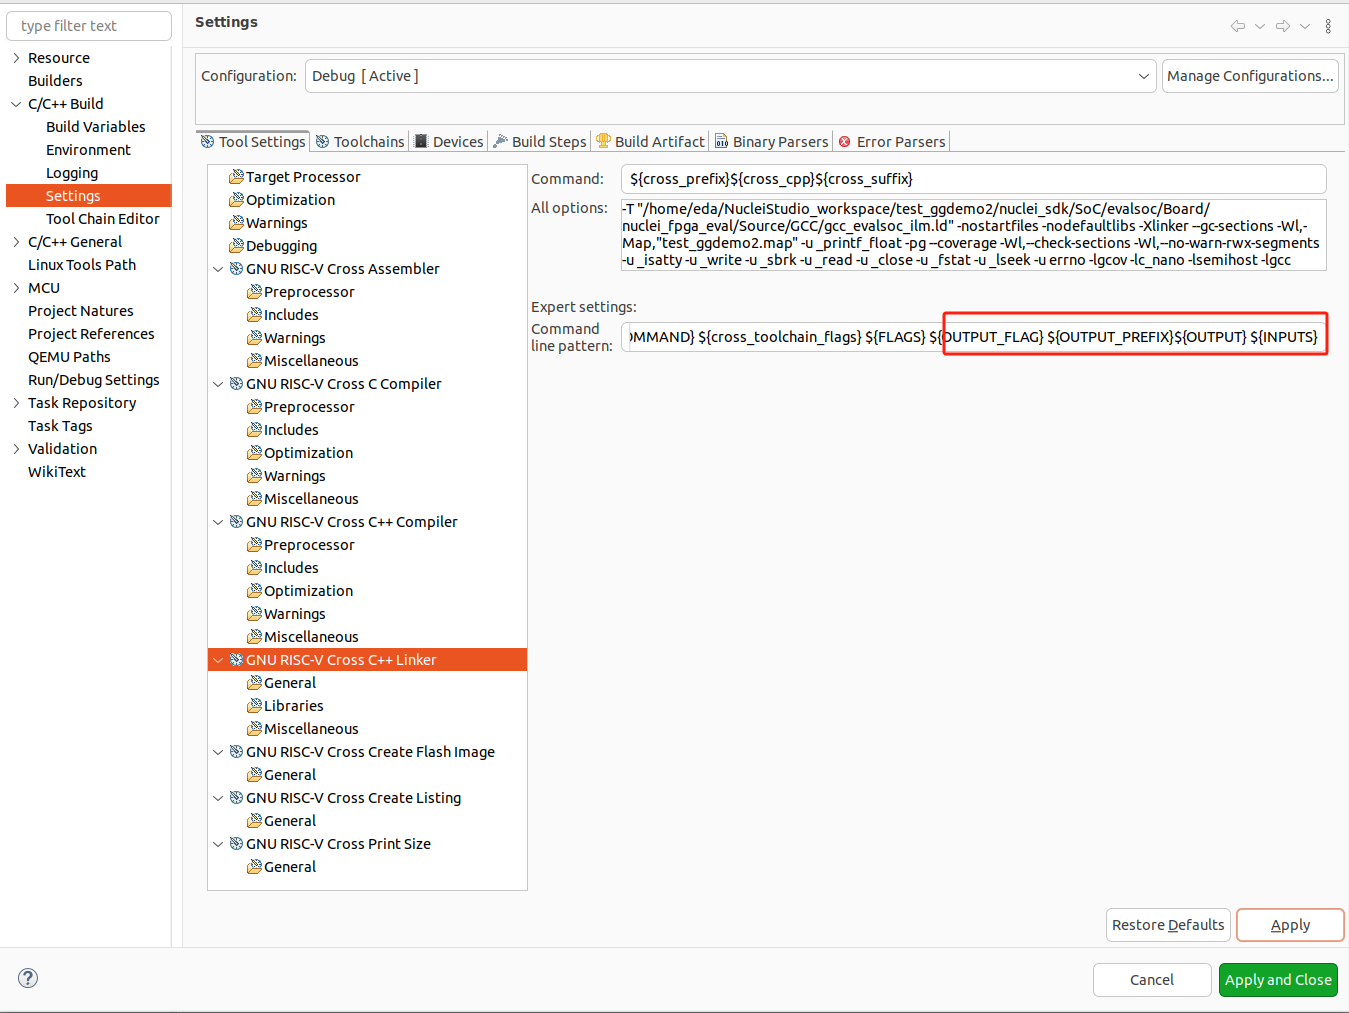 type filter text
Resource
Builders
C/C++ Build
Build Variables
Environment
Logging
Settings
Tool Chain Editor
C/C++ General
Linux Tools Path
MCU
Project Natures
Project References
QEMU Paths
Run/Debug Settings
Task Repository
Task Tags
Validation
WikiText
Settings
Configuration: Debug [ Active ] Manage Configurations...
Tool Settings Toolchains Devices Build Steps Build Artifact Binary Parsers Error Parsers
Target Processor
Optimization
Warnings
Debugging
GNU RISC-V Cross Assembler
Preprocessor
Includes
Warnings
Miscellaneous
GNU RISC-V Cross C Compiler
Preprocessor
Includes
Optimization
Warnings
Miscellaneous
GNU RISC-V Cross C++ Compiler
Preprocessor
Includes
Optimization
Warnings
Miscellaneous
GNU RISC-V Cross C++ Linker
General
Libraries
Miscellaneous
GNU RISC-V Cross Create Flash Image
General
GNU RISC-V Cross Create Listing
General
GNU RISC-V Cross Print Size
General
Command: ${cross_prefix}${cross_cpp}${cross_suffix}
All options: -T "/home/eda/NucleiStudio_workspace/test_ggdemo2/nuclei_sdk/SoC/evalsoc/Board/
nuclei_fpga_eval/Source/GCC/gcc_evalsoc_ilm.ld" -nostartfiles -nodefaultlibs -Xlinker --gc-sections -Wl,-
Map,"test_ggdemo2.map" -u _printf_float -pg --coverage -Wl,--check-sections -Wl,--no-warn-rwx-segments
-u _isatty -u _write -u _sbrk -u _read -u _close -u _fstat -u _lseek -u errno -lgcov -lc_nano -lsemihost -lgcc
Expert settings:
Command
line pattern: OMMAND} ${cross_toolchain_flags} ${FLAGS} ${OUTPUT_FLAG} ${OUTPUT_PREFIX}${OUTPUT} ${INPUTS}
Restore Defaults Apply
? Cancel Apply and Close